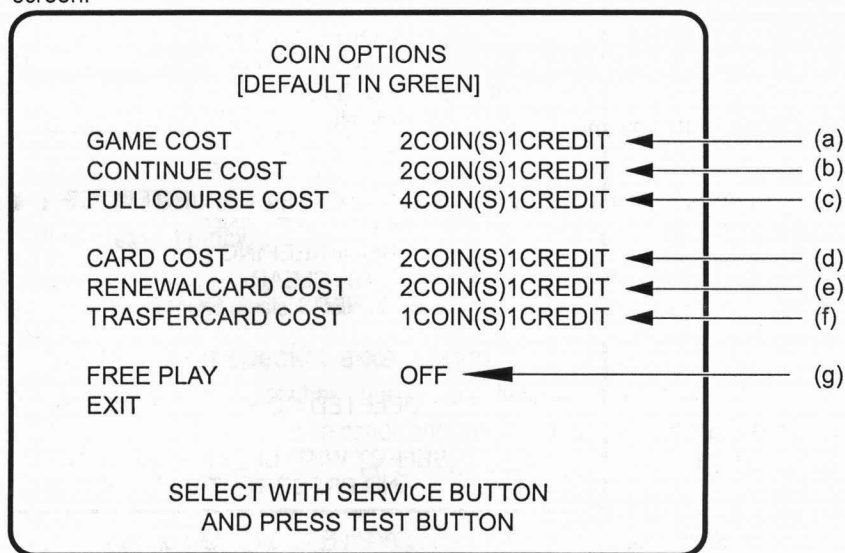 screen.
COIN OPTIONS
[DEFAULT IN GREEN]
GAME COST 2COIN(S)1CREDIT (a)
CONTINUE COST 2COIN(S)1CREDIT (b)
FULLCOURSE COST 4COIN(S)1CREDIT (c)
CARD COST 2COIN(S)1CREDIT (d)
RENEWALCARD COST 2COIN(S)1CREDIT (e)
TRASFERCARD COST 1COIN(S)1CREDIT (f)
FREE PLAY OFF (g)
EXIT
SELECT WITH SERVICE BUTTON
AND PRESS TEST BUTTON